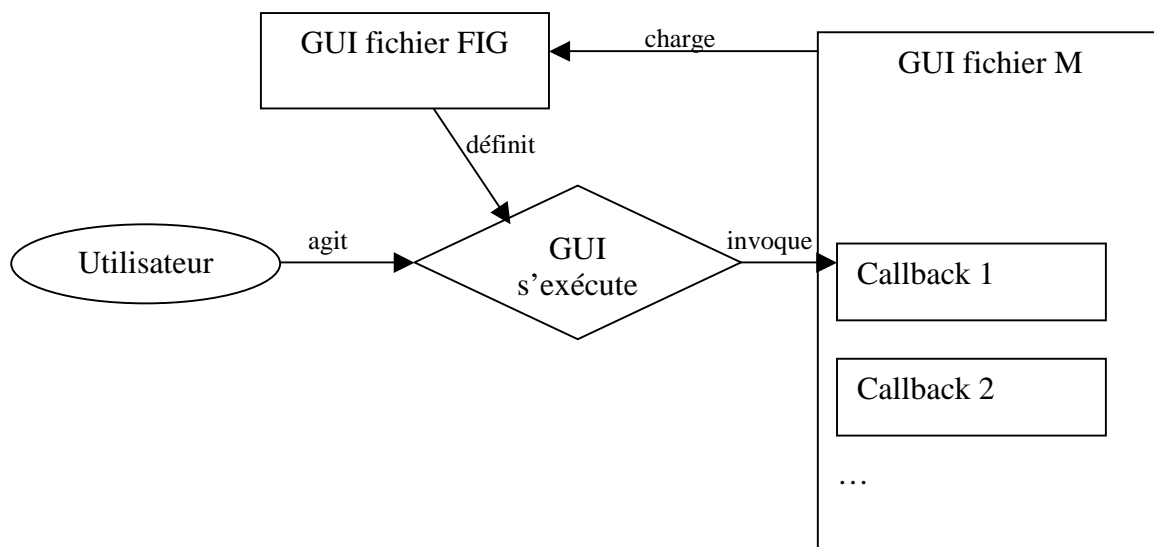 GUI fichier FIG
charge
GUI fichier M
définit
Utilisateur
agit
GUI
s’exécute
invoque
Callback 1
Callback 2
…